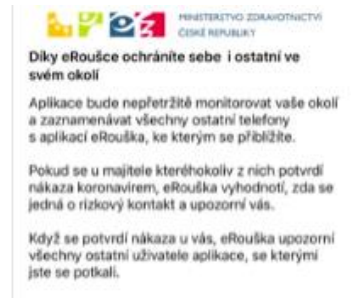 MINISTERSTVO ZDRAVOTNICTVÍ
ČESKÉ REPUBLIKY
Díky eRoušce ochráníte sebe i ostatní ve
svém okolí
Aplikace bude nepřetržitě monitorovat vaše okolí
a zaznamenávat všechny ostatní telefony
s aplikací eRouška, ke kterým se přiblížíte.
Pokud se u majitele kteréhokoliv z nich potvrdí
nákaza koronavirem, eRouška vyhodnotí, zda se
jedná o rizkový kontakt a upozorní vás.
Když se potvrdí nákaza u vás, eRouška upozorní
všechny ostatní uživatele aplikace, se kterými
jste se potkali.